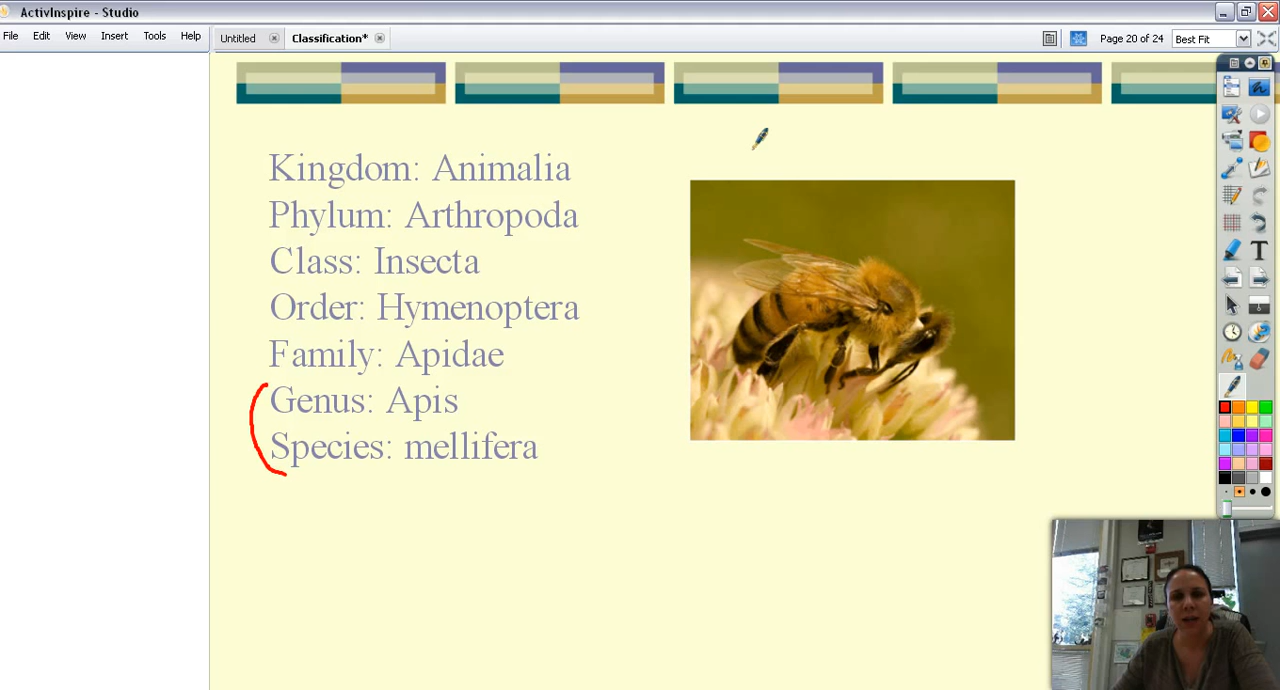 ActivInspire - Studio
File Edit View Insert Tools Help
Untitled Classification* Page 20 of 24 Best Fit
Kingdom: Animalia
Phylum: Arthropoda
Class: Insecta
Order: Hymenoptera
Family: Apidae
Genus: Apis
Species: mellifera